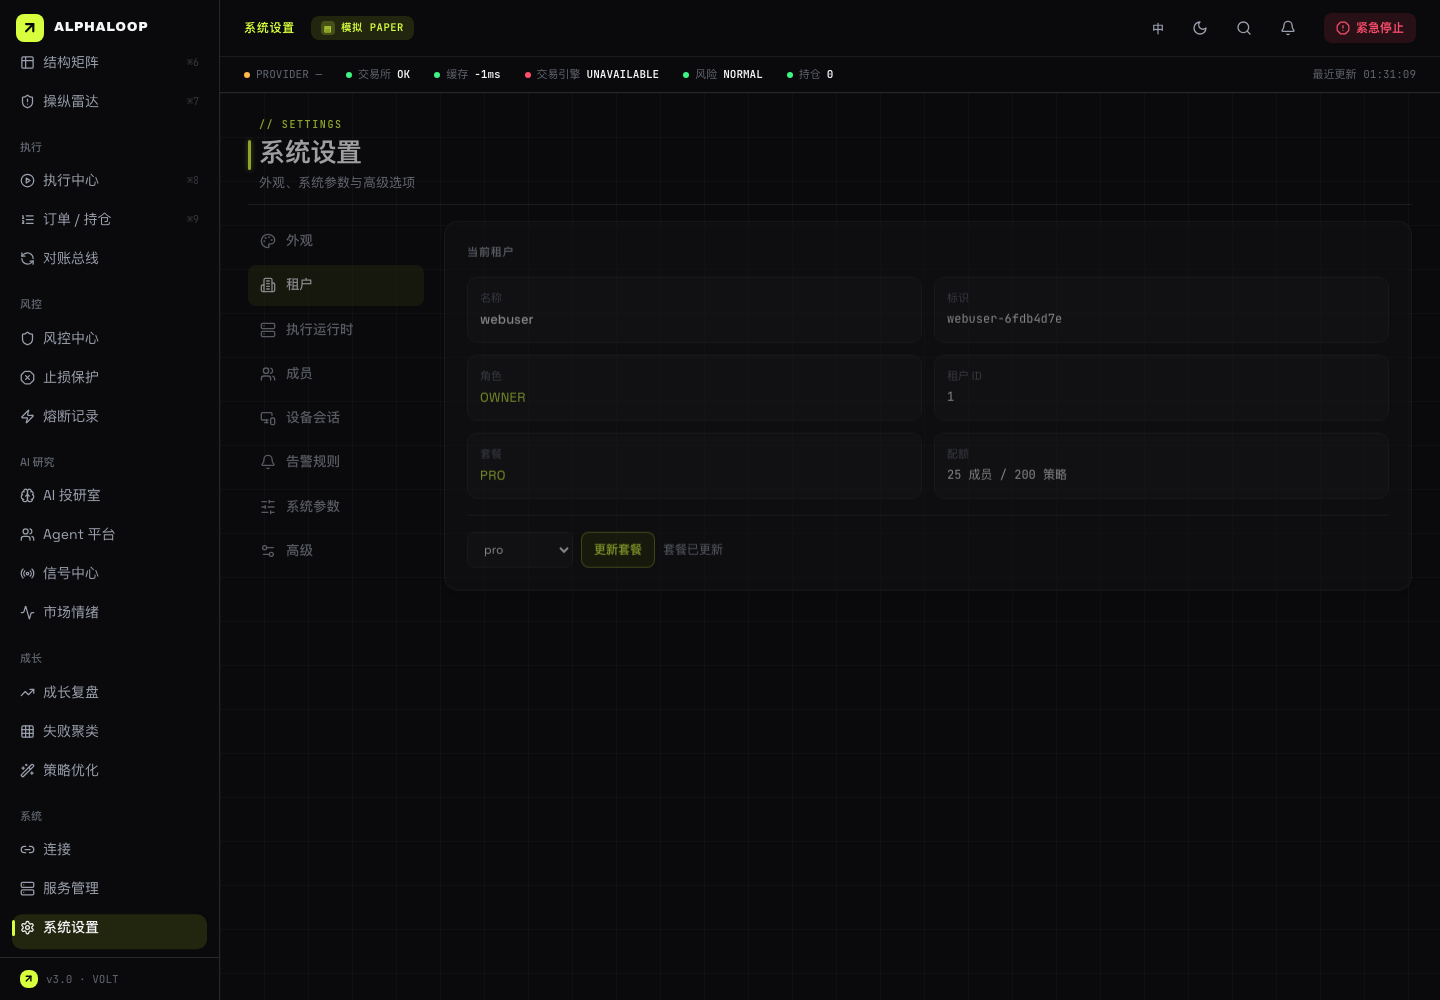 ALPHALOOP
结构矩阵 ⌘6
操纵雷达 ⌘7
执行
执行中心 ⌘8
订单 / 持仓 ⌘9
对账总线
风控
风控中心
止损保护
熔断记录
AI 研究
AI 投研室
Agent 平台
信号中心
市场情绪
成长
成长复盘
失败聚类
策略优化
系统
连接
服务管理
系统设置
v3.0 · VOLT
系统设置 模拟 PAPER 中 紧急停止
PROVIDER — 交易所 OK 缓存 -1ms 交易引擎 UNAVAILABLE 风险 NORMAL 持仓 0 最近更新 01:31:09
// SETTINGS
系统设置
外观、系统参数与高级选项
外观
租户
执行运行时
成员
设备会话
告警规则
系统参数
高级
当前租户
名称
webuser
标识
webuser-6fdb4d7e
角色
OWNER
租户 ID
1
套餐
PRO
配额
25 成员 / 200 策略
pro 更新套餐 套餐已更新